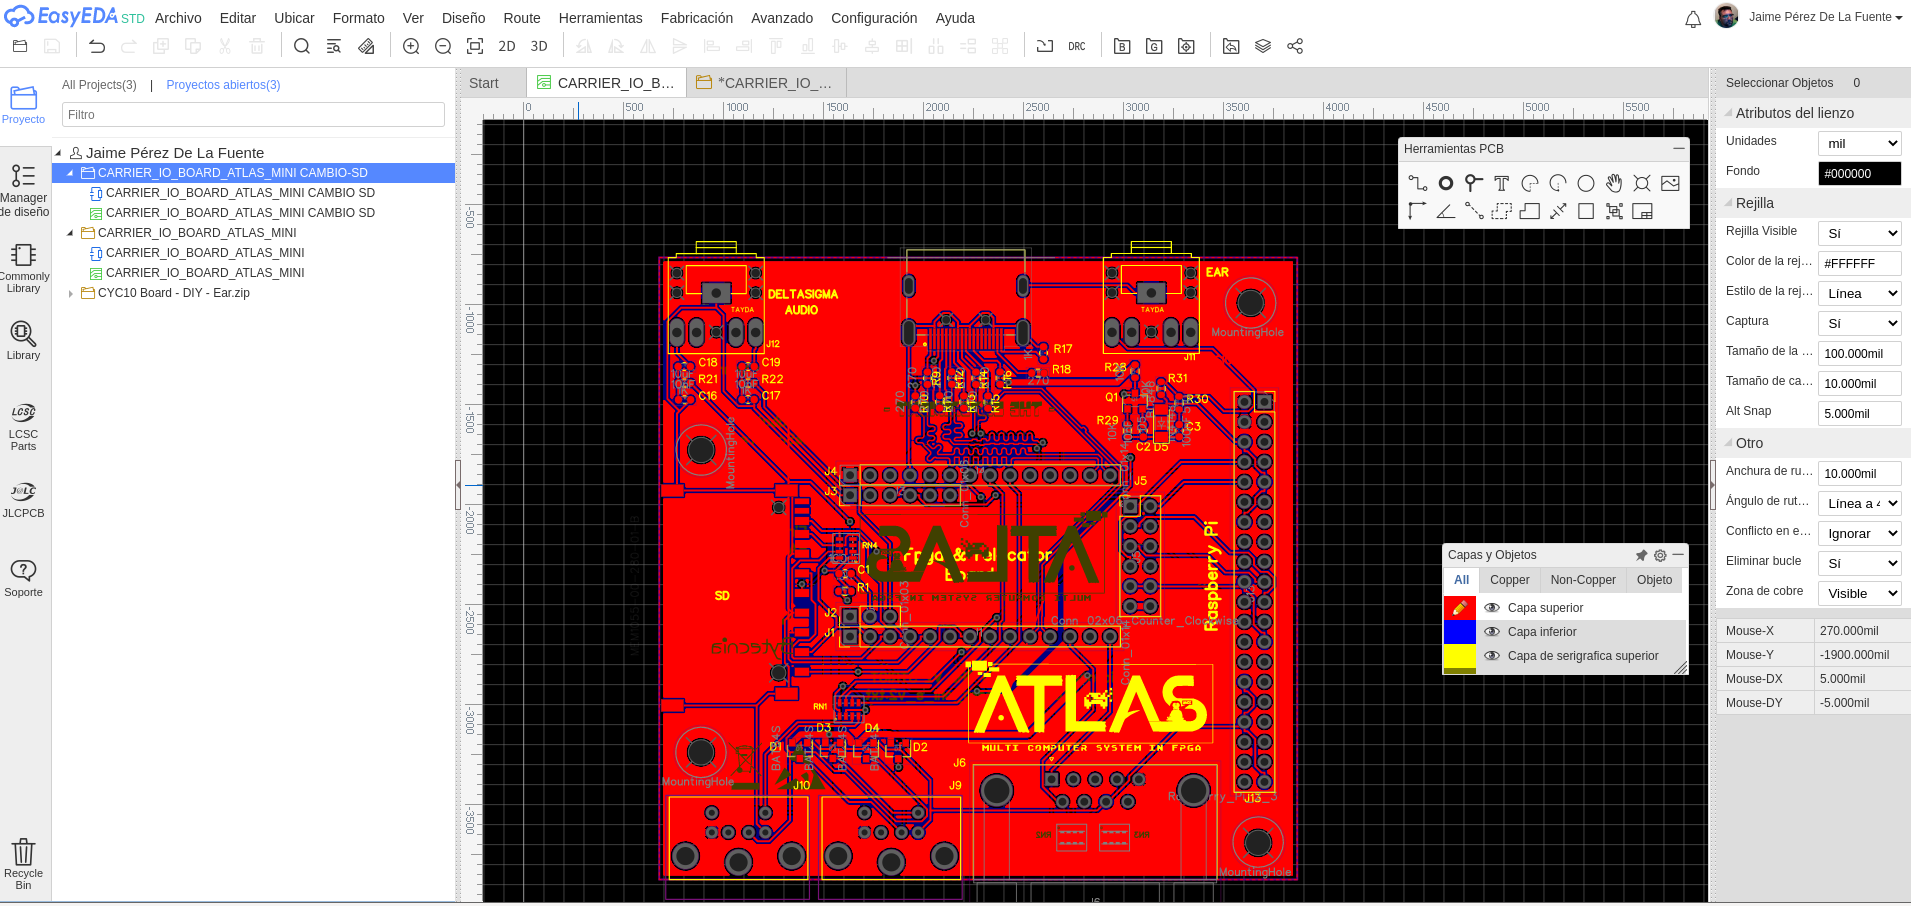 EasyEDA STD Archivo Editar Ubicar Formato Ver Diseño Route Herramientas Fabricación Avanzado Configuración Ayuda Jaime Pérez De La Fuente
2D 3D DRC
Proyecto
Manager
de diseño
Commonly
Library
Library
LCSC
LCSC
Parts
JLCPCB
Soporte
Recycle
Bin
All Projects(3) | Proyectos abiertos(3)
Filtro
Jaime Pérez De La Fuente
CARRIER_IO_BOARD_ATLAS_MINI CAMBIO-SD
CARRIER_IO_BOARD_ATLAS_MINI CAMBIO SD
CARRIER_IO_BOARD_ATLAS_MINI CAMBIO SD
CARRIER_IO_BOARD_ATLAS_MINI
CARRIER_IO_BOARD_ATLAS_MINI
CARRIER_IO_BOARD_ATLAS_MINI
CYC10 Board - DIY - Ear.zip
Start CARRIER_IO_B... *CARRIER_IO_...
0 500 1000 1500 2000 2500 3000 3500 4000 4500 5000 5500
-500
-1000
-1500
-2000
-2500
-3000
-3500
DELTASIGMA
AUDIO
TAYDA
J12
EAR
TAYDA
J11
MountingHole
C18 C19
R21 R22
C16 C17
R17
R18
270
R28
R31
Q1
R30
R29
C3
C2 D5
MountingHole
J4
J3
J5
RN4
C1
R1
J2
J1
SD
Raspberry Pi
Conn_02x06_Counter_Clockwise
ATLAS
MULTI COMPUTER SYSTEM IN FPGA
RN1
D3 D4
D1 D2
MountingHole
J10
J9
J6
J13
MountingHole
Herramientas PCB
Capas y Objetos
All Copper Non-Copper Objeto
Capa superior
Capa inferior
Capa de serigrafica superior
Seleccionar Objetos 0
Atributos del lienzo
Unidades mil
Fondo #000000
Rejilla
Rejilla Visible Sí
Color de la rej... #FFFFFF
Estilo de la rej... Línea
Captura Sí
Tamaño de la ... 100.000mil
Tamaño de ca... 10.000mil
Alt Snap 5.000mil
Otro
Anchura de ru... 10.000mil
Ángulo de rut... Línea a 4
Conflicto en e... Ignorar
Eliminar bucle Sí
Zona de cobre Visible
Mouse-X 270.000mil
Mouse-Y -1900.000mil
Mouse-DX 5.000mil
Mouse-DY -5.000mil